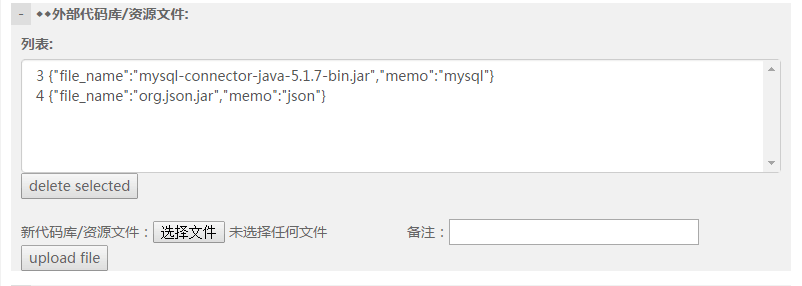 - ◆◆外部代码库/资源文件:
列表:
3 {"file_name":"mysql-connector-java-5.1.7-bin.jar","memo":"mysql"}
4 {"file_name":"org.json.jar","memo":"json"}
delete selected
新代码库/资源文件：选择文件 未选择任何文件 备注：
upload file